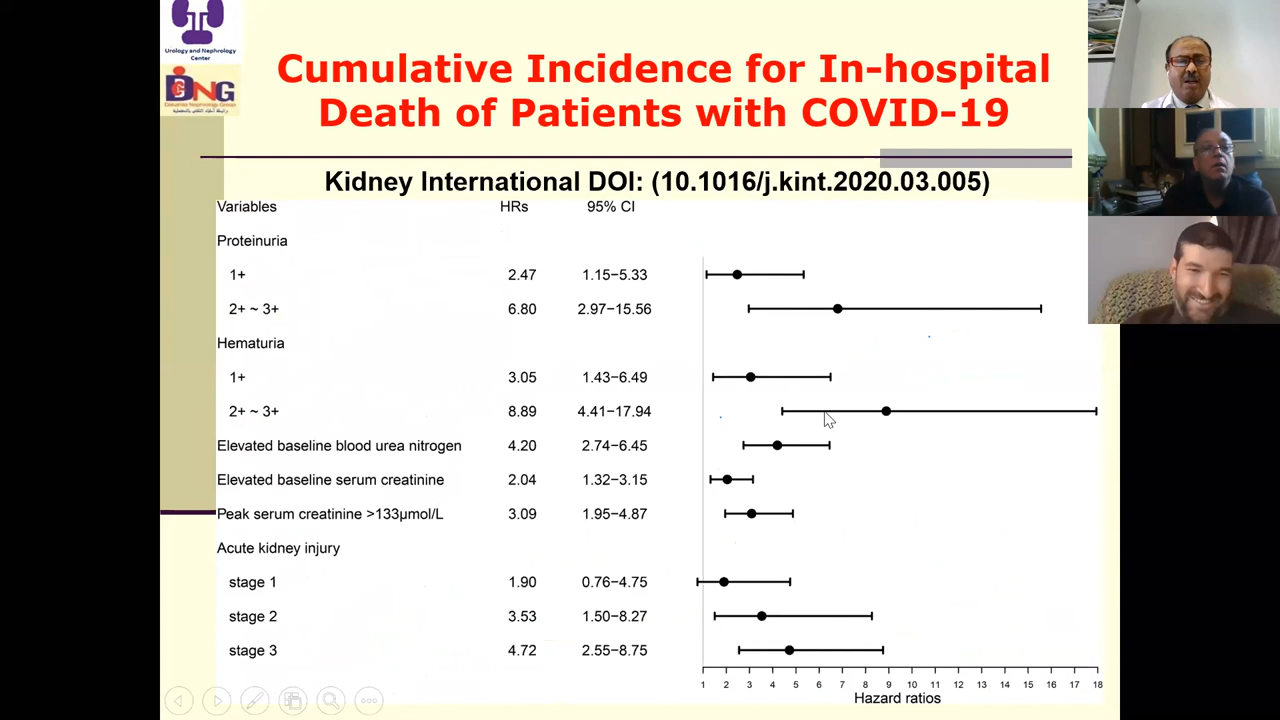 Urology and Nephrology
Center
DNG
Dakahlia Nephrology Group
Cumulative Incidence for In-hospital
Death of Patients with COVID-19
Kidney International DOI: (10.1016/j.kint.2020.03.005)
Variables HRs 95% CI
Proteinuria
1+ 2.47 1.15−5.33
2+ ~ 3+ 6.80 2.97−15.56
Hematuria
1+ 3.05 1.43−6.49
2+ ~ 3+ 8.89 4.41−17.94
Elevated baseline blood urea nitrogen 4.20 2.74−6.45
Elevated baseline serum creatinine 2.04 1.32−3.15
Peak serum creatinine >133μmol/L 3.09 1.95−4.87
Acute kidney injury
stage 1 1.90 0.76−4.75
stage 2 3.53 1.50−8.27
stage 3 4.72 2.55−8.75
1 2 3 4 5 6 7 8 9 10 11 12 13 14 15 16 17 18
Hazard ratios